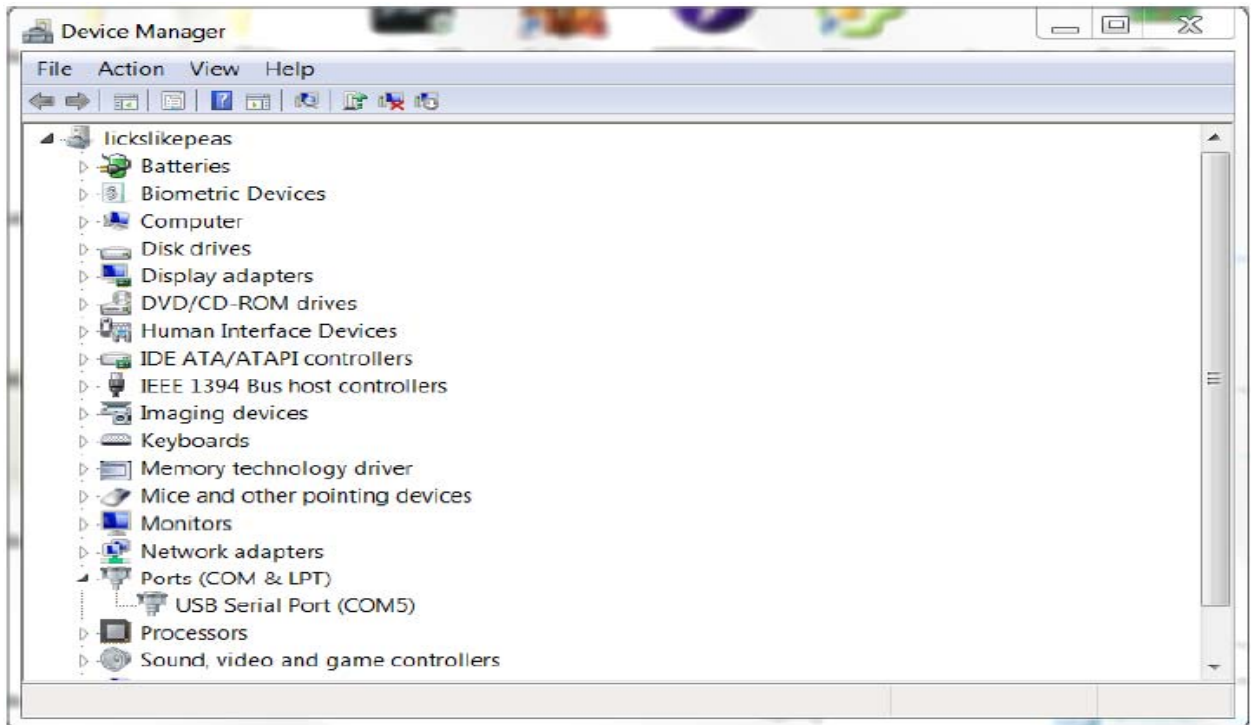 Device Manager
File Action View Help
lickslikepeas
Batteries
Biometric Devices
Computer
Disk drives
Display adapters
DVD/CD-ROM drives
Human Interface Devices
IDE ATA/ATAPI controllers
IEEE 1394 Bus host controllers
Imaging devices
Keyboards
Memory technology driver
Mice and other pointing devices
Monitors
Network adapters
Ports (COM & LPT)
USB Serial Port (COM5)
Processors
Sound, video and game controllers